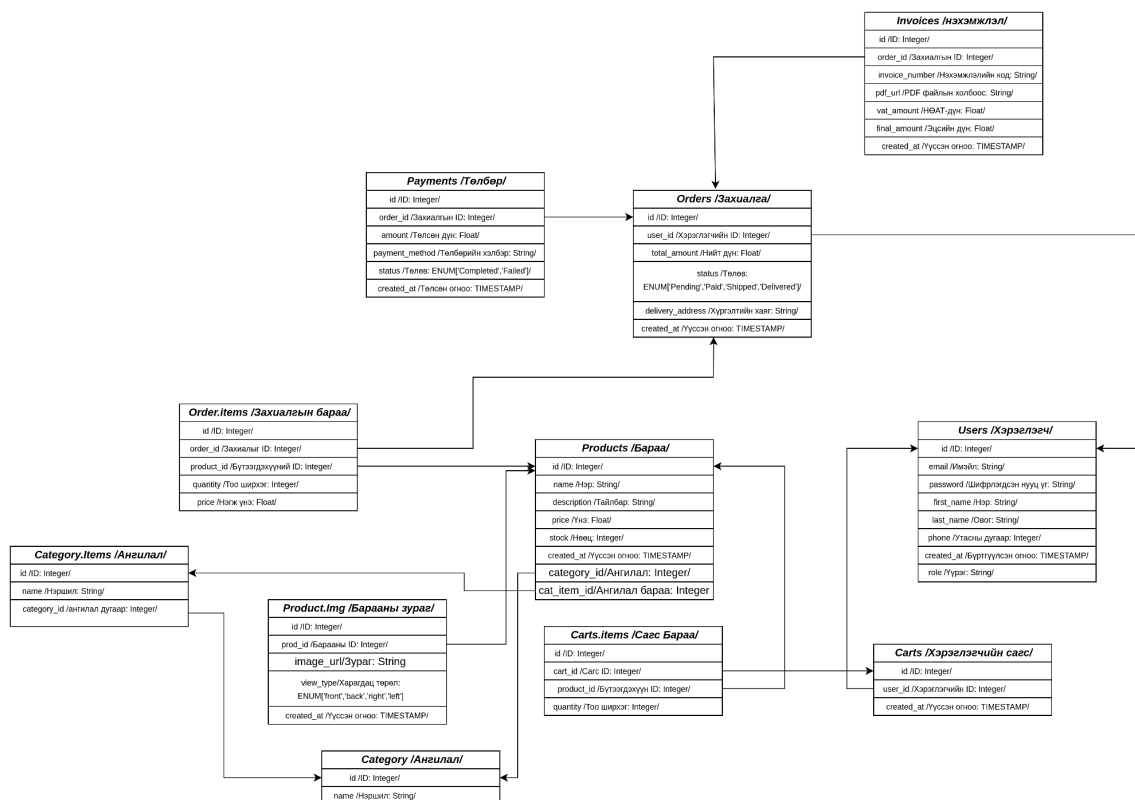 Invoices /нэхэмжлэл/
id /ID: Integer/
order_id /Захиалгын ID: Integer/
invoice_number /Нэхэмжлэлийн код: String/
pdf_url /PDF файлын холбоос: String/
vat_amount /НӨАТ-дүн: Float/
final_amount /Эцсийн дүн: Float/
created_at /Үүссэн огноо: TIMESTAMP/
Payments /Төлбөр/
id /ID: Integer/
order_id /Захиалгын ID: Integer/
amount /Төлсөн дүн: Float/
payment_method /Төлбөрийн хэлбэр: String/
status /Төлөв: ENUM['Completed','Failed']/
created_at /Төлсөн огноо: TIMESTAMP/
Orders /Захиалга/
id /ID: Integer/
user_id /Хэрэглэгчийн ID: Integer/
total_amount /Нийт дүн: Float/
status /Төлөв:
ENUM['Pending','Paid','Shipped','Delivered']/
delivery_address /Хүргэлтийн хаяг: String/
created_at /Үүссэн огноо: TIMESTAMP/
Order.items /Захиалгын бараа/
id /ID: Integer/
order_id /Захиалыг ID: Integer/
product_id /Бүтээгдэхүүний ID: Integer/
quantity /Тоо ширхэг: Integer/
price /Нэгж үнэ: Float/
Products /Бараа/
id /ID: Integer/
name /Нэр: String/
description /Тайлбар: String/
price /Үнэ: Float/
stock /Нөөц: Integer/
created_at /Үүссэн огноо: TIMESTAMP/
category_id/Ангилал: Integer/
cat_item_id/Ангилал бараа: Integer
Users /Хэрэглэгч/
id /ID: Integer/
email /Имэйл: String/
password /Шифрлэгдсэн нууц үг: String/
first_name /Нэр: String/
last_name /Овог: String/
phone /Утасны дугаар: Integer/
created_at /Бүртгүүлсэн огноо: TIMESTAMP/
role /Үүрэг: String/
Category.Items /Ангилал/
id /ID: Integer/
name /Нэршил: String/
category_id /ангилал дугаар: Integer/
Product.Img /Барааны зураг/
id /ID: Integer/
prod_id /Барааны ID: Integer/
image_url/Зураг: String
view_type/Харагдац төрөл:
ENUM['front','back','right','left']
created_at /Үүссэн огноо: TIMESTAMP/
Carts.items /Сагс Бараа/
id /ID: Integer/
cart_id /Сагс ID: Integer/
product_id /Бүтээгдэхүүн ID: Integer/
quantity /Тоо ширхэг: Integer/
Carts /Хэрэглэгчийн сагс/
id /ID: Integer/
user_id /Хэрэглэгчийн ID: Integer/
created_at /Үүссэн огноо: TIMESTAMP/
Category /Ангилал/
id /ID: Integer/
name /Нэршил: String/